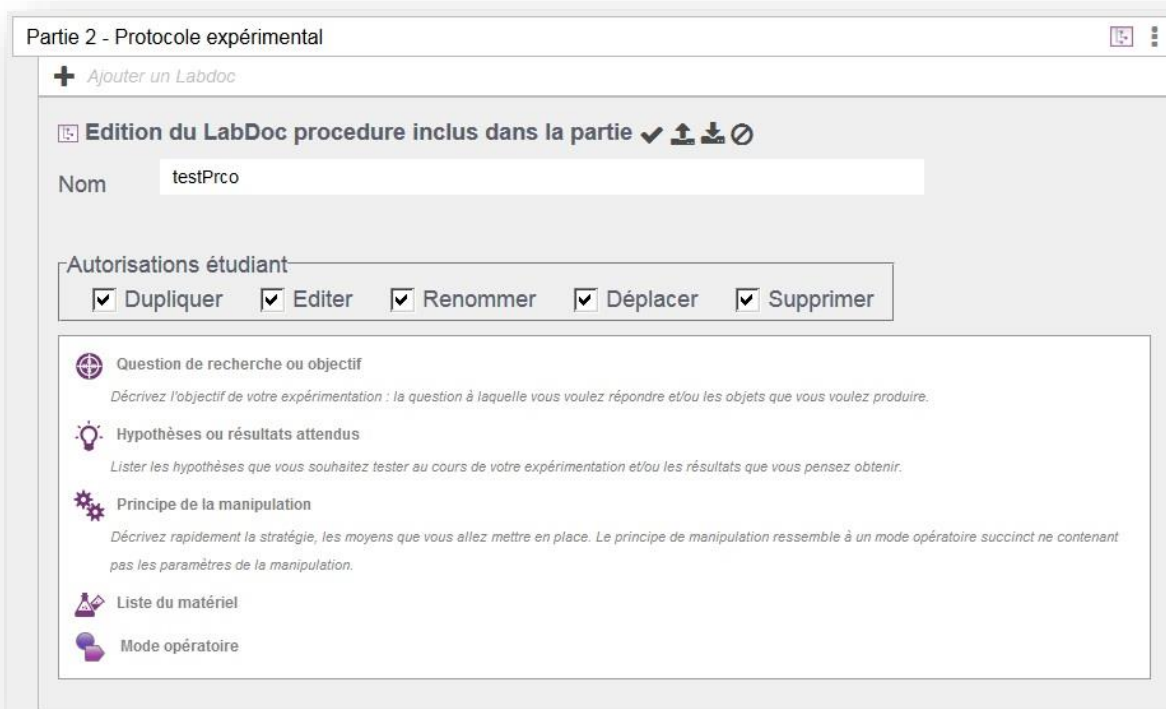 Partie 2 - Protocole expérimental
Ajouter un Labdoc
Edition du LabDoc procedure inclus dans la partie
Nom
testPrco
Autorisations étudiant
Dupliquer Editer Renommer Déplacer Supprimer
Question de recherche ou objectif
Décrivez l'objectif de votre expérimentation : la question à laquelle vous voulez répondre et/ou les objets que vous voulez produire.
Hypothèses ou résultats attendus
Lister les hypothèses que vous souhaitez tester au cours de votre expérimentation et/ou les résultats que vous pensez obtenir.
Principe de la manipulation
Décrivez rapidement la stratégie, les moyens que vous allez mettre en place. Le principe de manipulation ressemble à un mode opératoire succinct ne contenant
pas les paramètres de la manipulation.
Liste du matériel
Mode opératoire